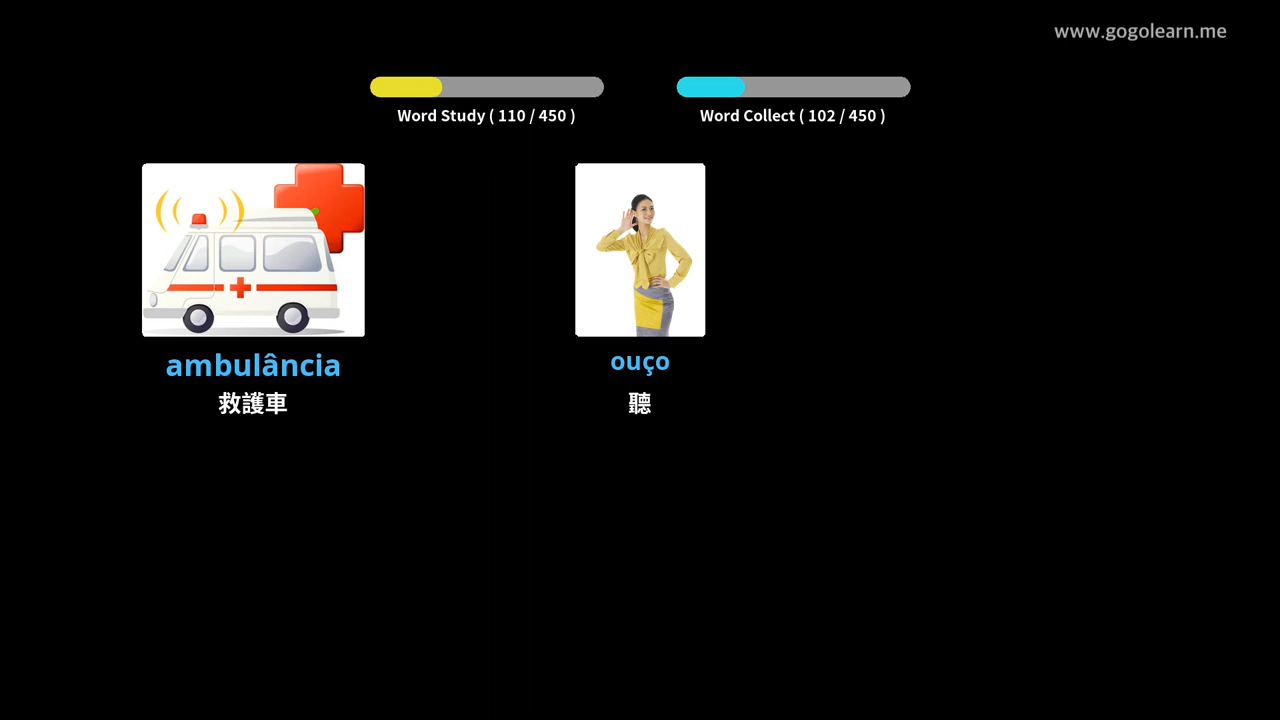 www.gogolearn.me
Word Study ( 110 / 450 )
Word Collect ( 102 / 450 )
ambulância
ouço
救護車
聽